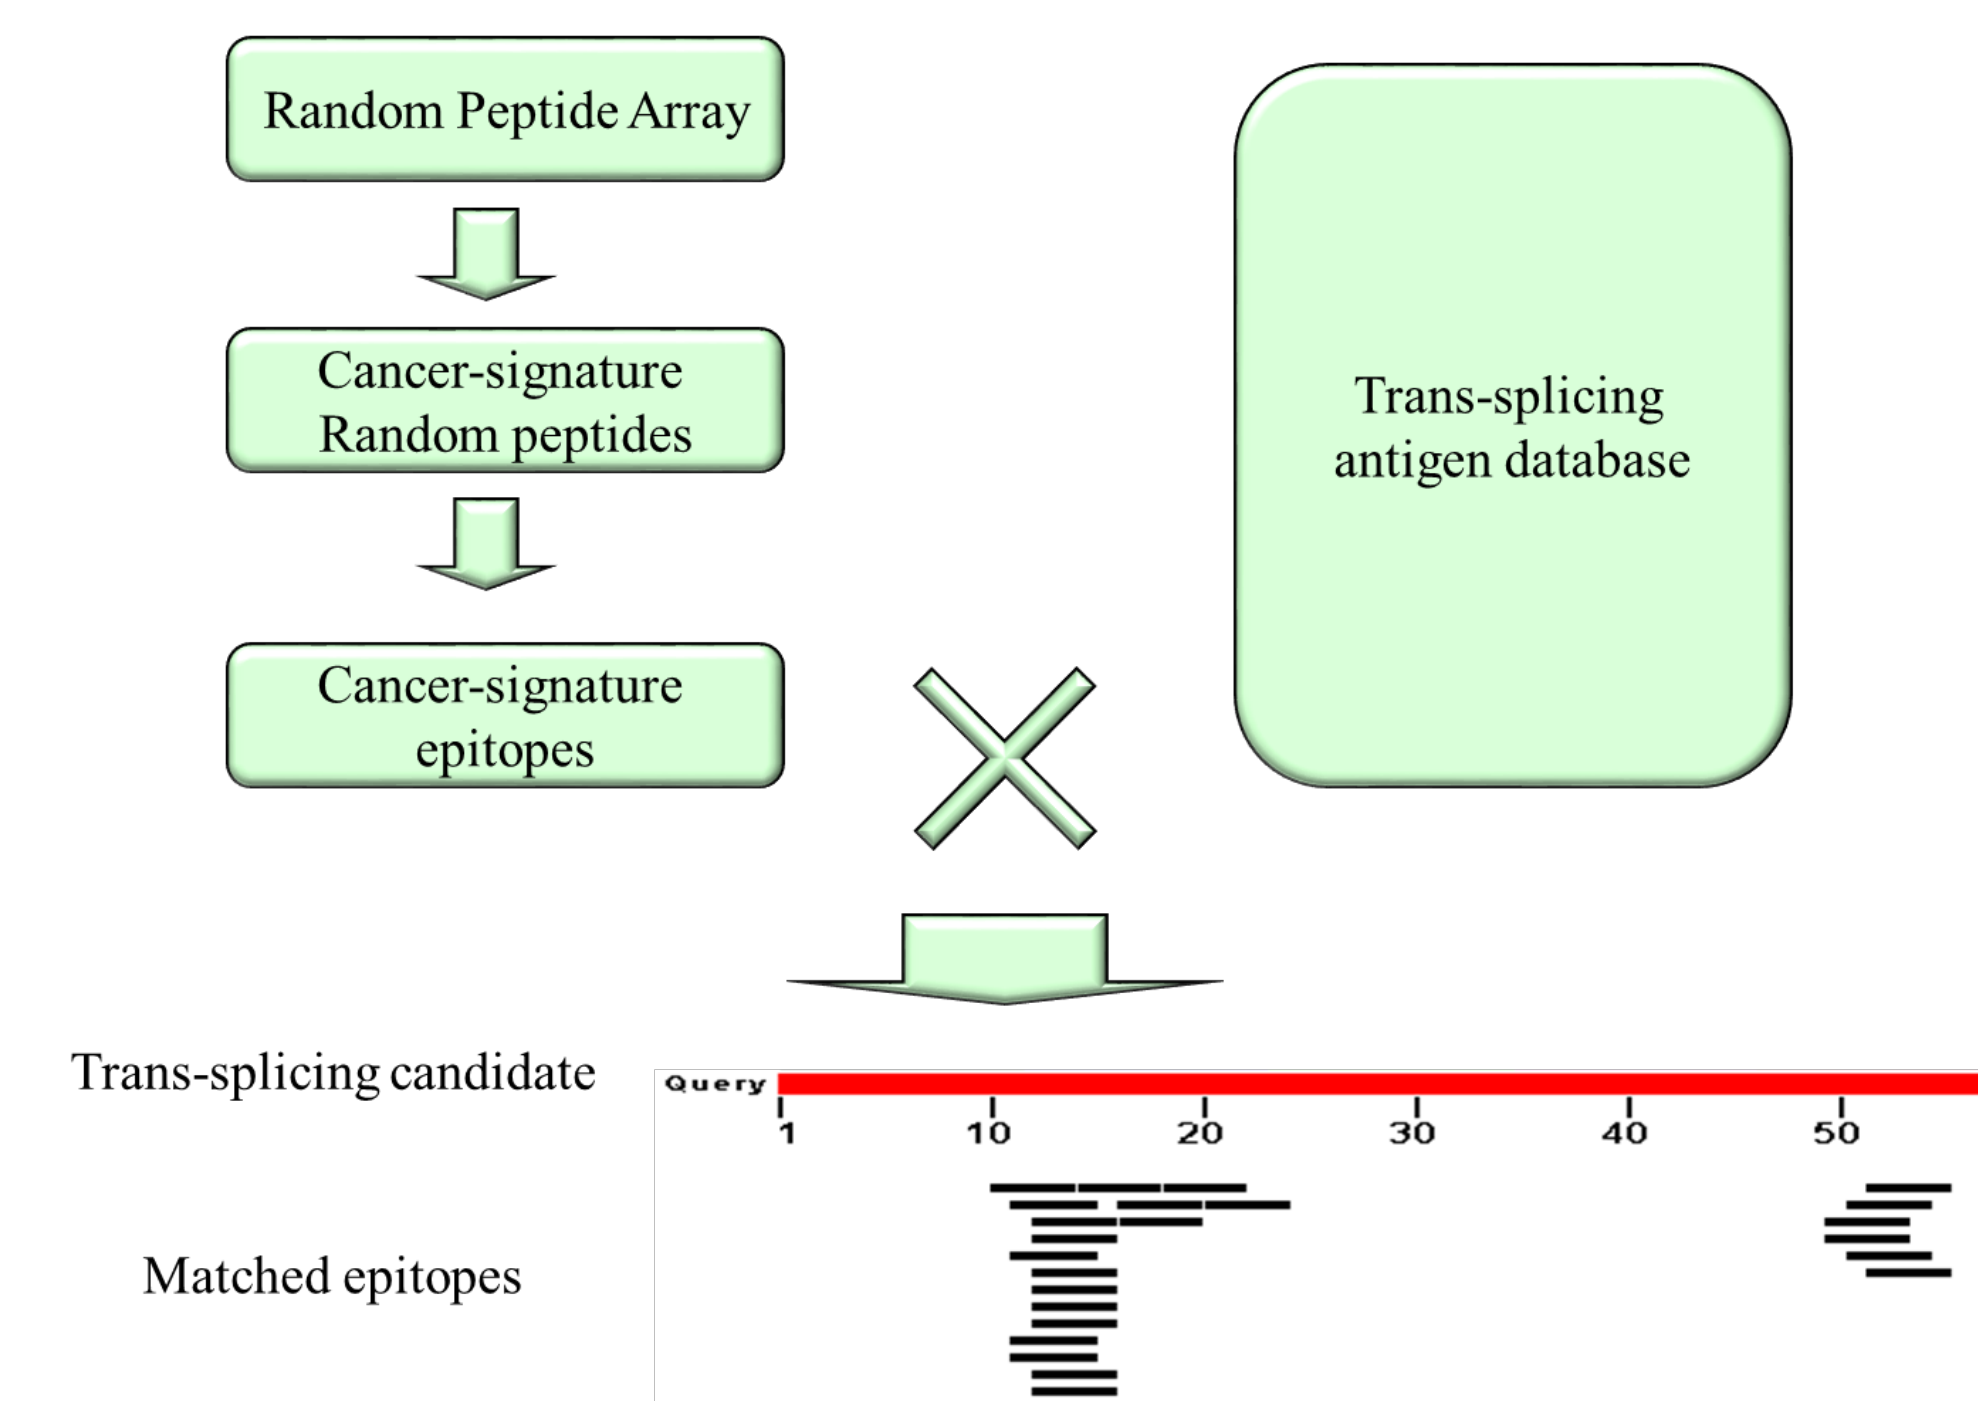 Random Peptide Array
Cancer-signature
Random peptides
Cancer-signature
epitopes
Trans-splicing
antigen database
Trans-splicing candidate
Query
1 10 20 30 40 50
Matched epitopes